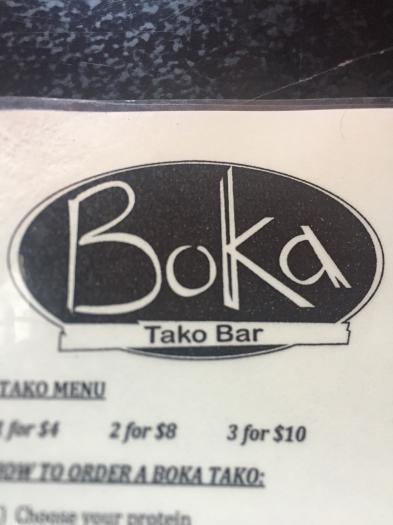 Boka
Tako Bar
TAKO MENU
1 for $4 2 for $8 3 for $10
HOW TO ORDER A BOKA TAKO:
) Choose your protein